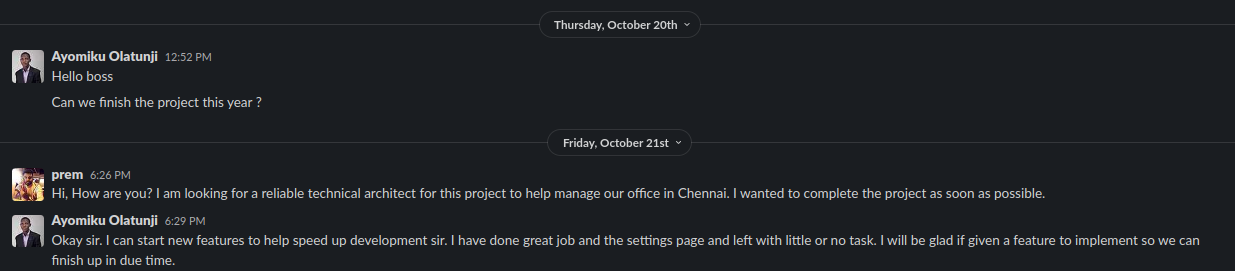 Thursday, October 20th
Ayomiku Olatunji 12:52 PM
Hello boss
Can we finish the project this year ?
Friday, October 21st
prem 6:26 PM
Hi, How are you? I am looking for a reliable technical architect for this project to help manage our office in Chennai. I wanted to complete the project as soon as possible.
Ayomiku Olatunji 6:29 PM
Okay sir. I can start new features to help speed up development sir. I have done great job and the settings page and left with little or no task. I will be glad if given a feature to implement so we can
finish up in due time.